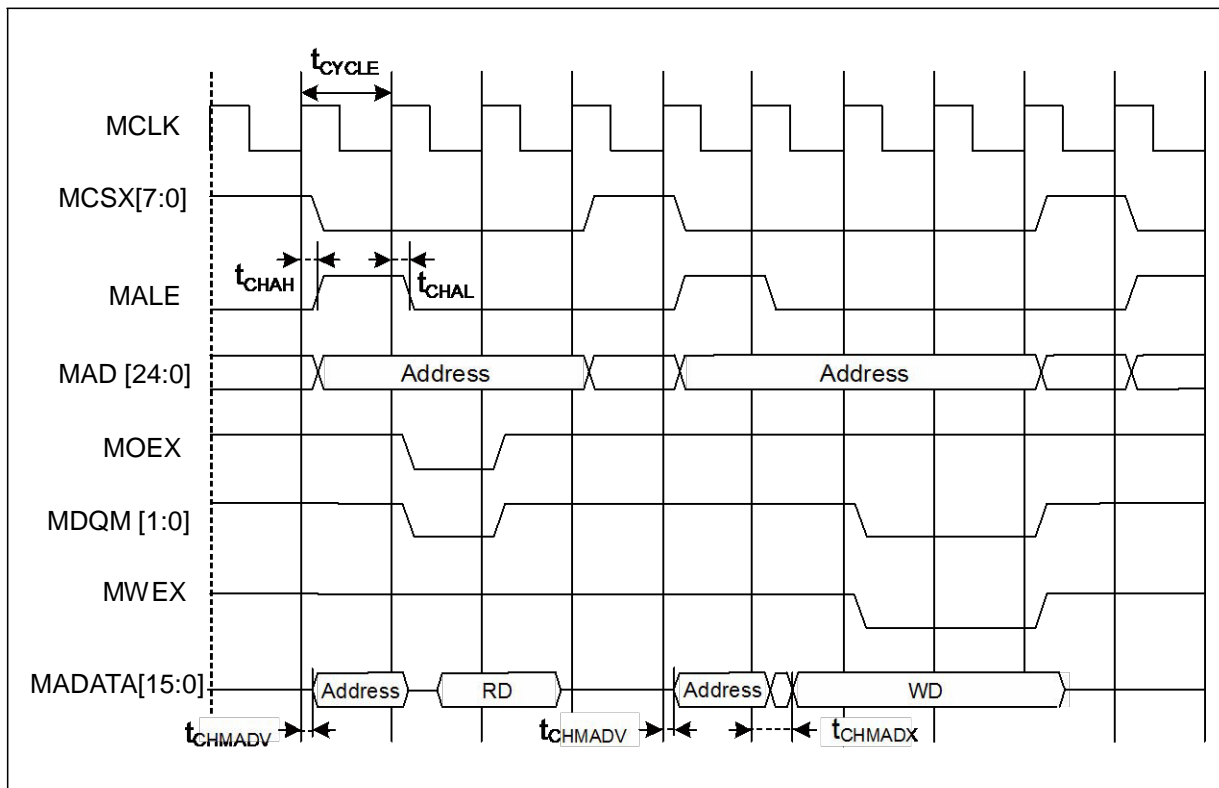 tCYCLE
MCLK
MCSX[7:0]
tCHAH
tCHAL
MALE
MAD [24:0]
Address
Address
MOEX
MDQM [1:0]
MWEX
MADATA[15:0]
Address
RD
Address
WD
tCHMADV
tCHMADV
tCHMADX